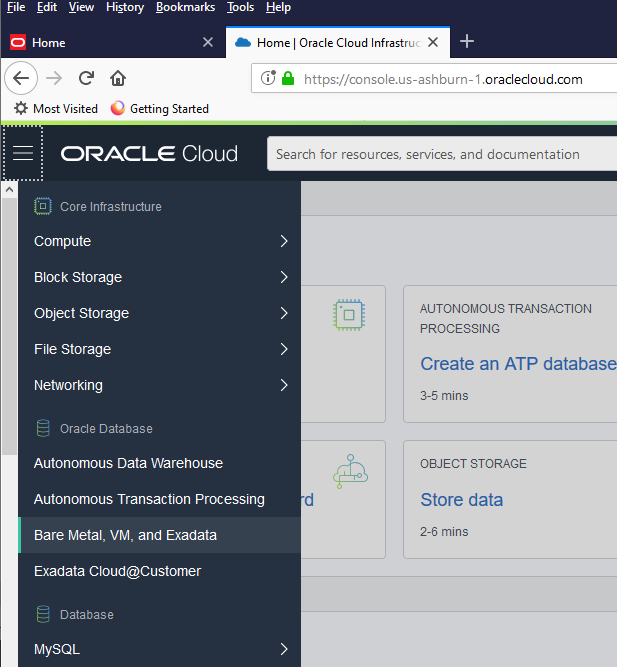 File Edit View History Bookmarks Tools Help
Home
Home | Oracle Cloud Infrastruc
https://console.us-ashburn-1.oraclecloud.com
Most Visited Getting Started
ORACLE Cloud
Search for resources, services, and documentation
Core Infrastructure
Compute
Block Storage
Object Storage
File Storage
Networking
Oracle Database
Autonomous Data Warehouse
Autonomous Transaction Processing
Bare Metal, VM, and Exadata
Exadata Cloud@Customer
Database
MySQL
AUTONOMOUS TRANSACTION
PROCESSING
Create an ATP database
3-5 mins
rd
OBJECT STORAGE
Store data
2-6 mins